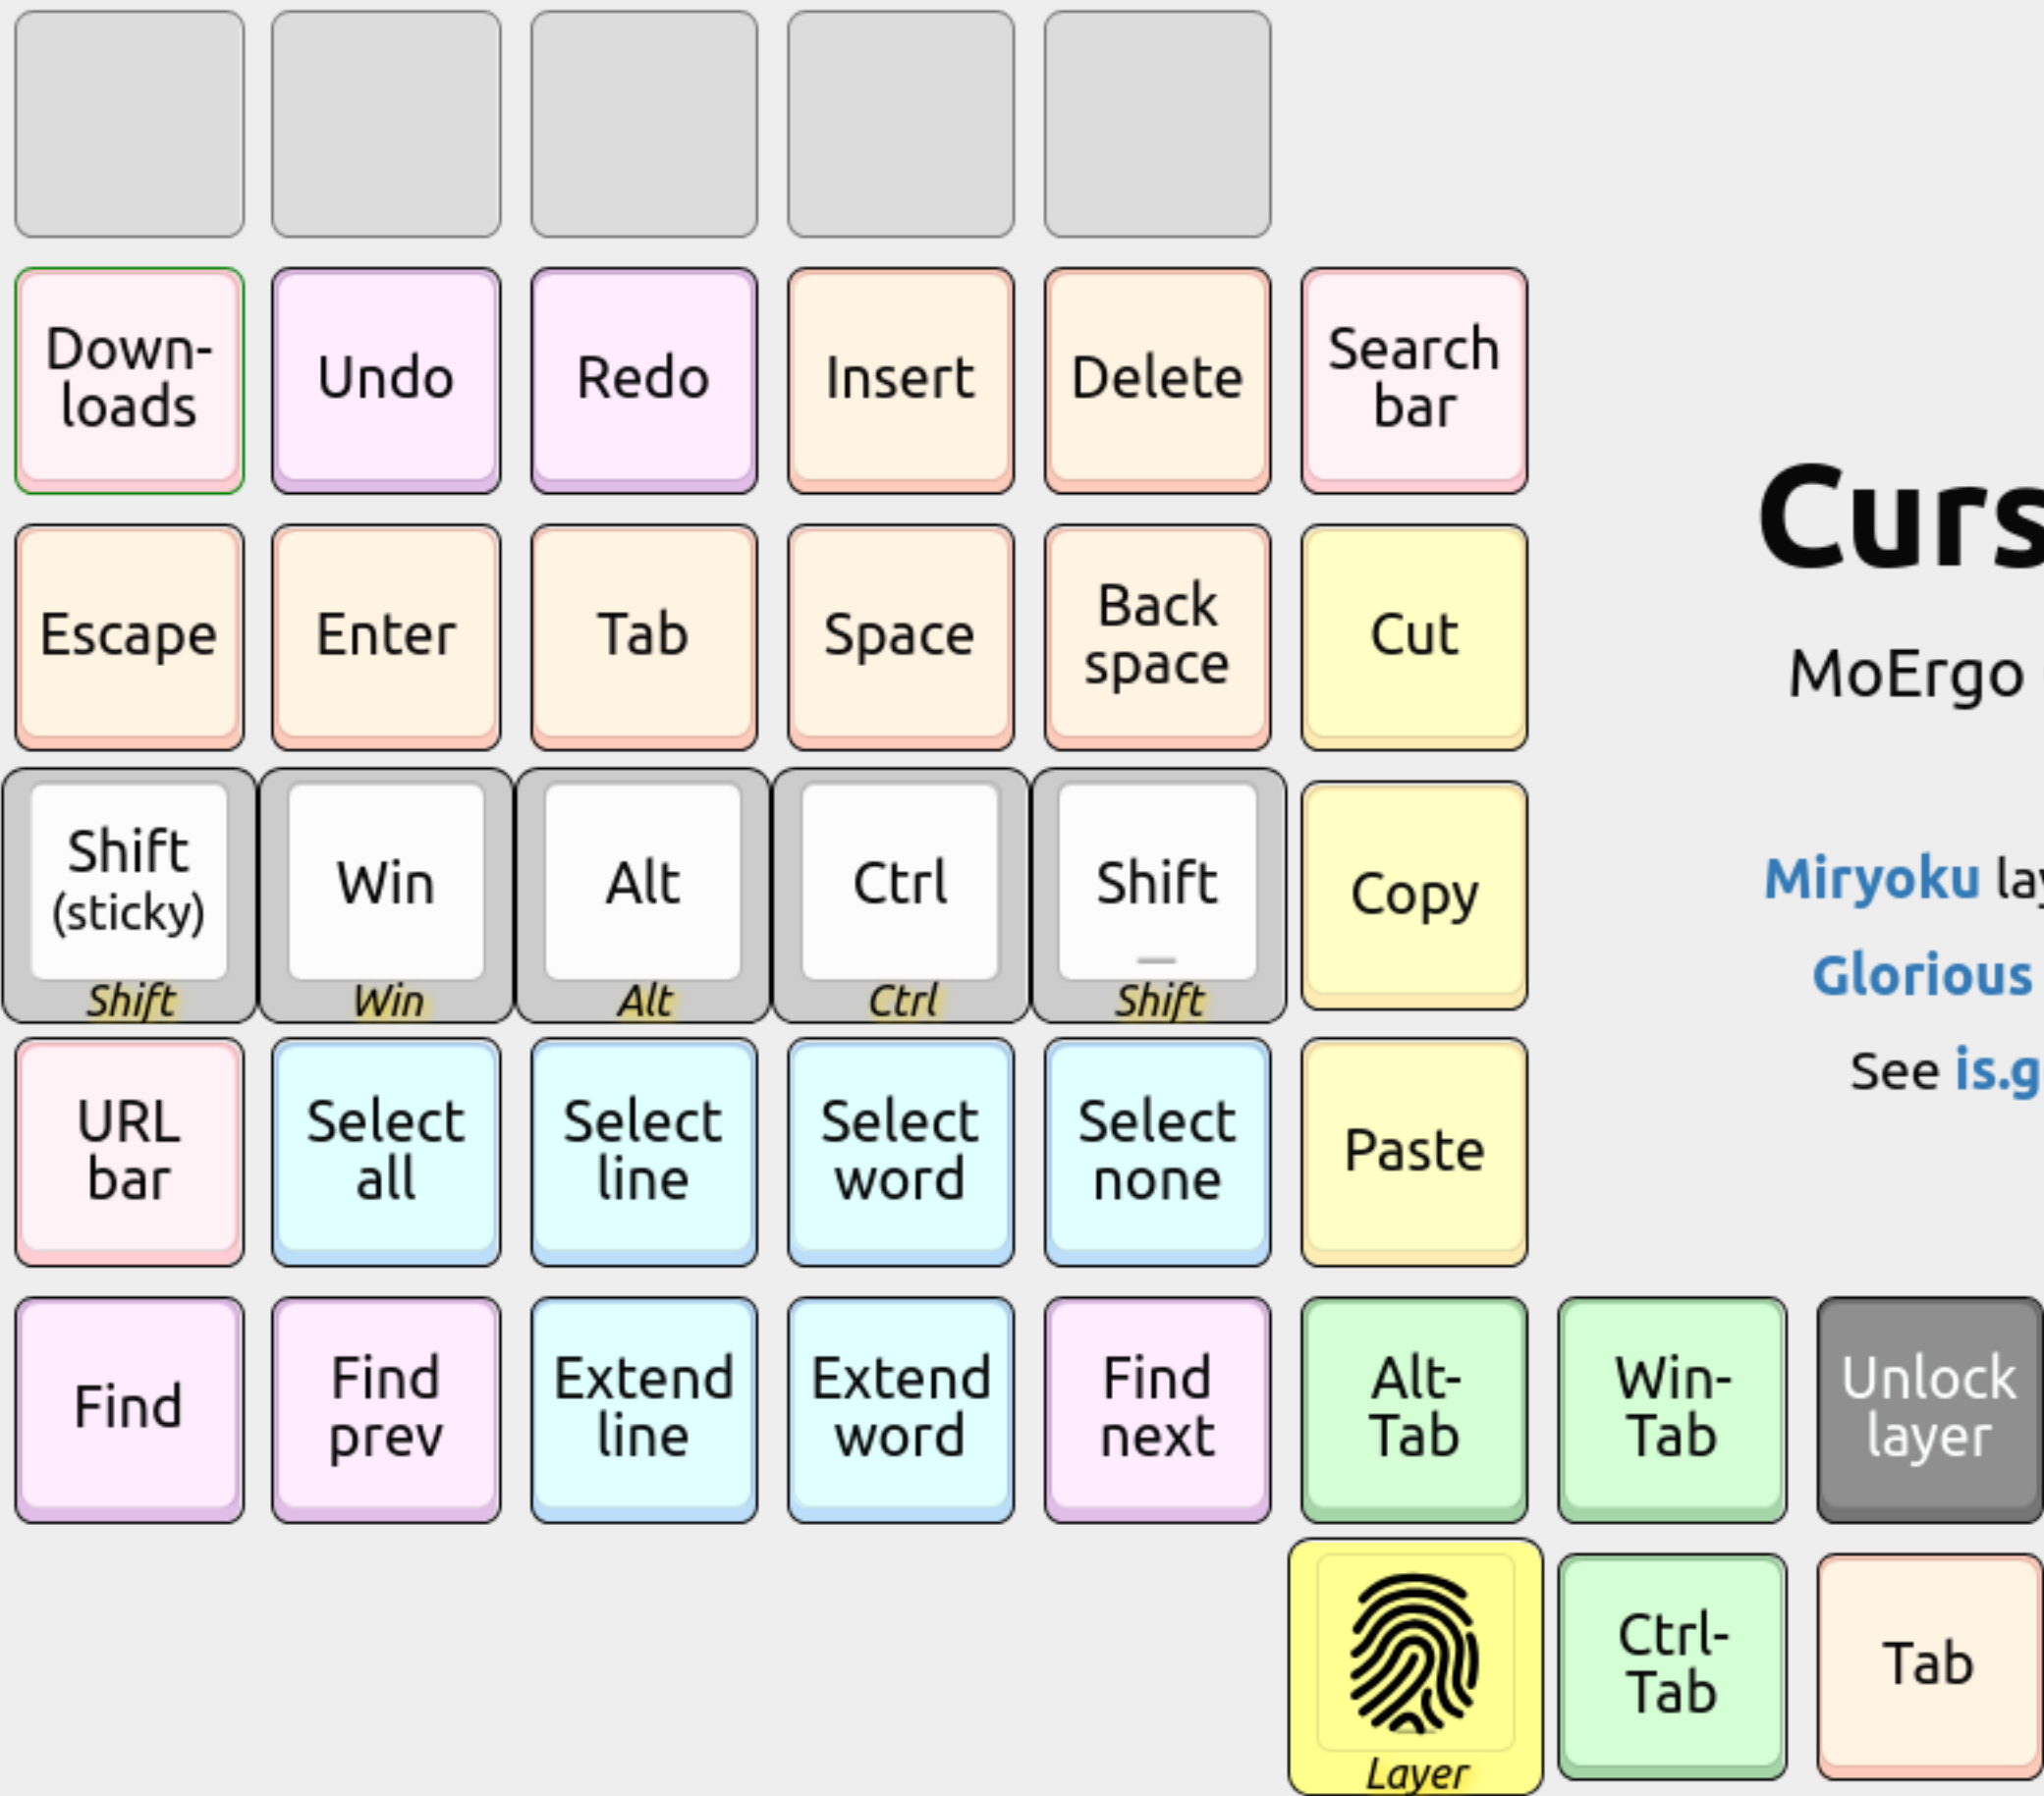 Down-
loads
Undo
Redo
Insert
Delete
Search
bar
Curs
Escape
Enter
Tab
Space
Back
space
Cut
MoErgo
Shift
(sticky)
Shift
Win
Win
Alt
Alt
Ctrl
Ctrl
Shift
Shift
Copy
Miryoku lay
Glorious
See is.g
URL
bar
Select
all
Select
line
Select
word
Select
none
Paste
Find
Find
prev
Extend
line
Extend
word
Find
next
Alt-
Tab
Win-
Tab
Unlock
layer
Layer
Ctrl-
Tab
Tab